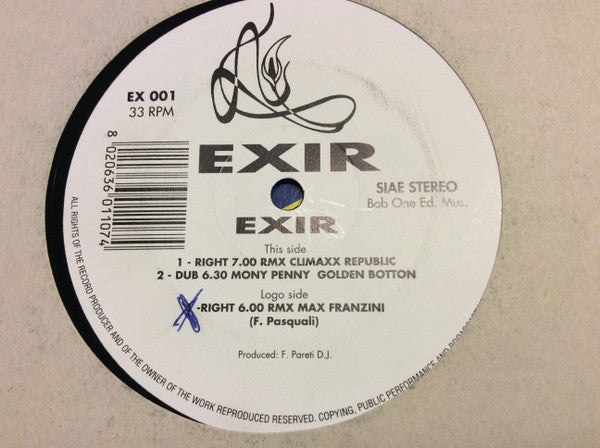 EX 001
33 RPM
8 020636 011074
EXIR
SIAE STEREO
Bob One Ed. Mus.
EXIR
This side
1 - RIGHT 7.00 RMX CLIMAXX REPUBLIC
2 - DUB 6.30 MONY PENNY GOLDEN BOTTON
Logo side
X -RIGHT 6.00 RMX MAX FRANZINI
(F. Pasquali)
Produced: F. Pareti D.J.
ALL RIGHTS OF THE RECORD PRODUCER AND OF THE OWNER OF THE WORK REPRODUCED RESERVED. COPYING, PUBLIC PERFORMANCE AND